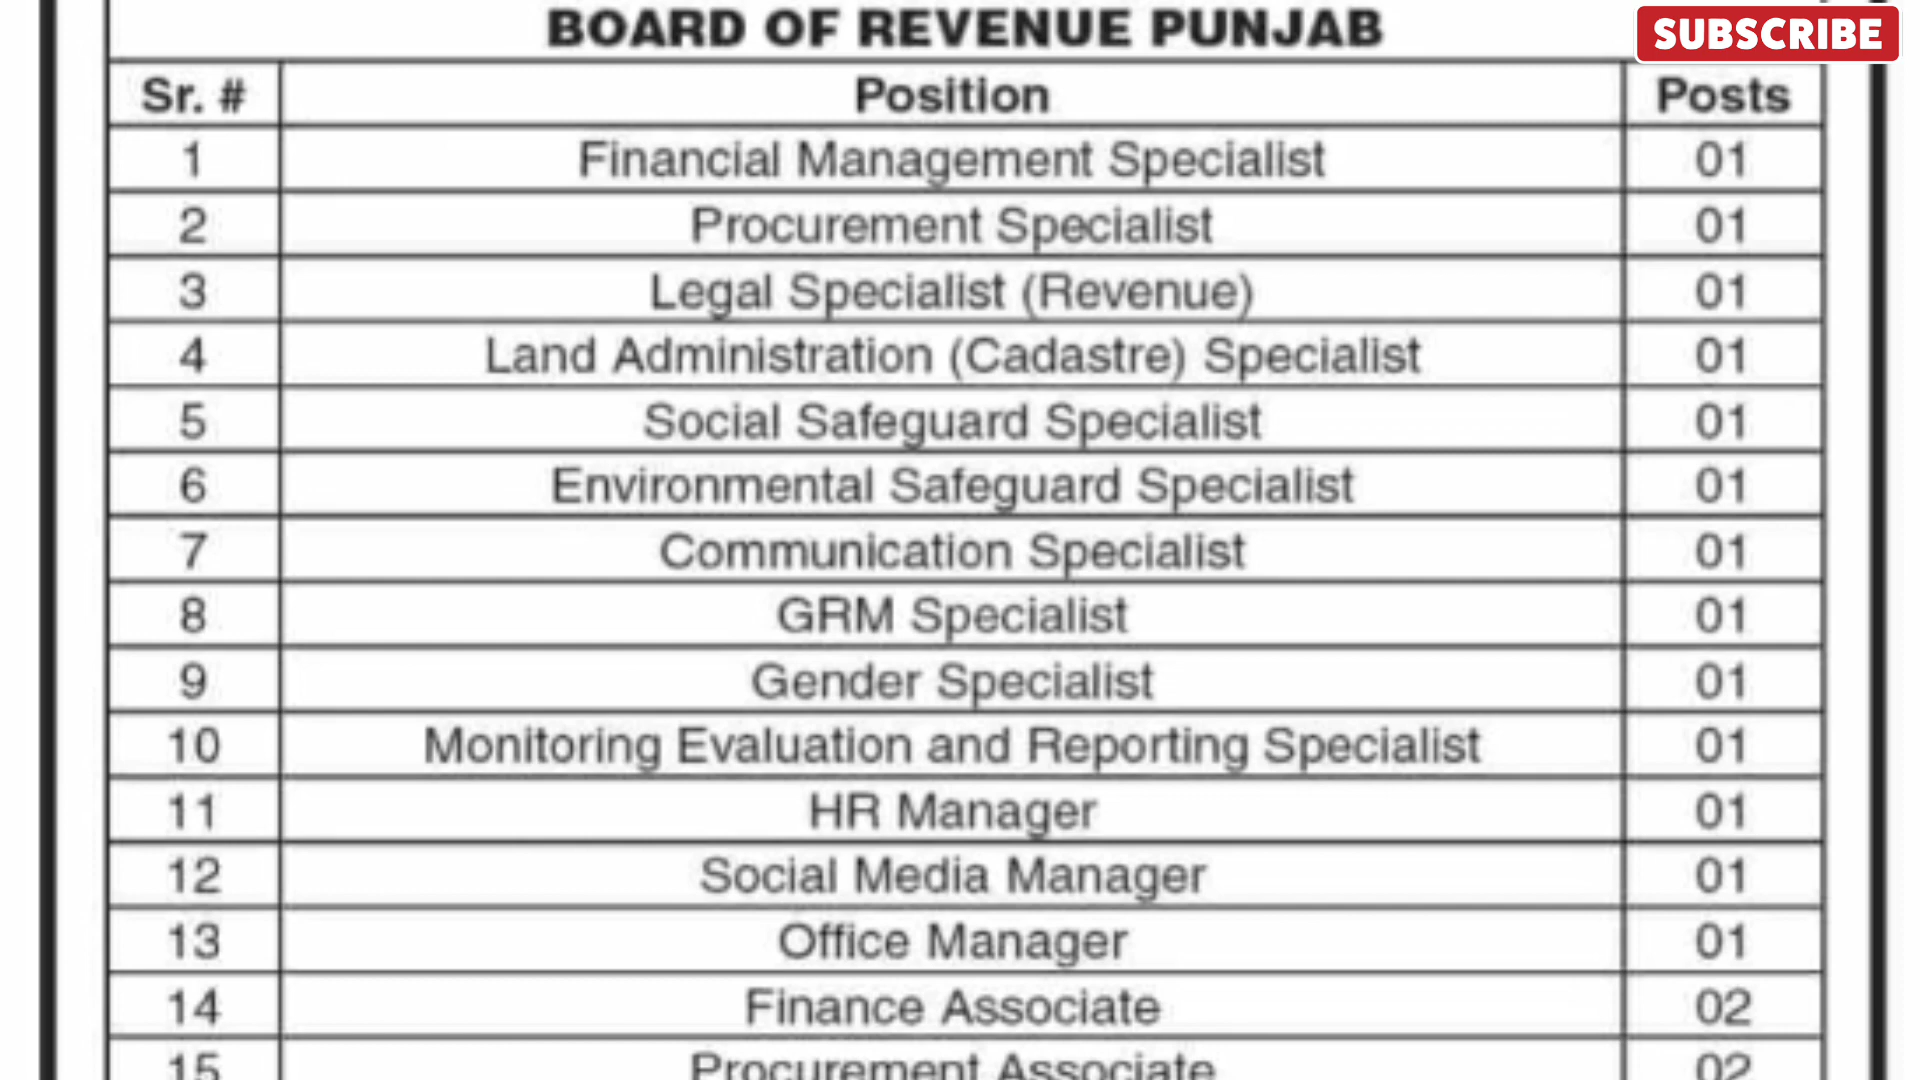 BOARD OF REVENUE PUNJAB
SUBSCRIBE
Sr. # Position Posts
1 Financial Management Specialist 01
2 Procurement Specialist 01
3 Legal Specialist (Revenue) 01
4 Land Administration (Cadastre) Specialist 01
5 Social Safeguard Specialist 01
6 Environmental Safeguard Specialist 01
7 Communication Specialist 01
8 GRM Specialist 01
9 Gender Specialist 01
10 Monitoring Evaluation and Reporting Specialist 01
11 HR Manager 01
12 Social Media Manager 01
13 Office Manager 01
14 Finance Associate 02
15 Procurement Associate 02